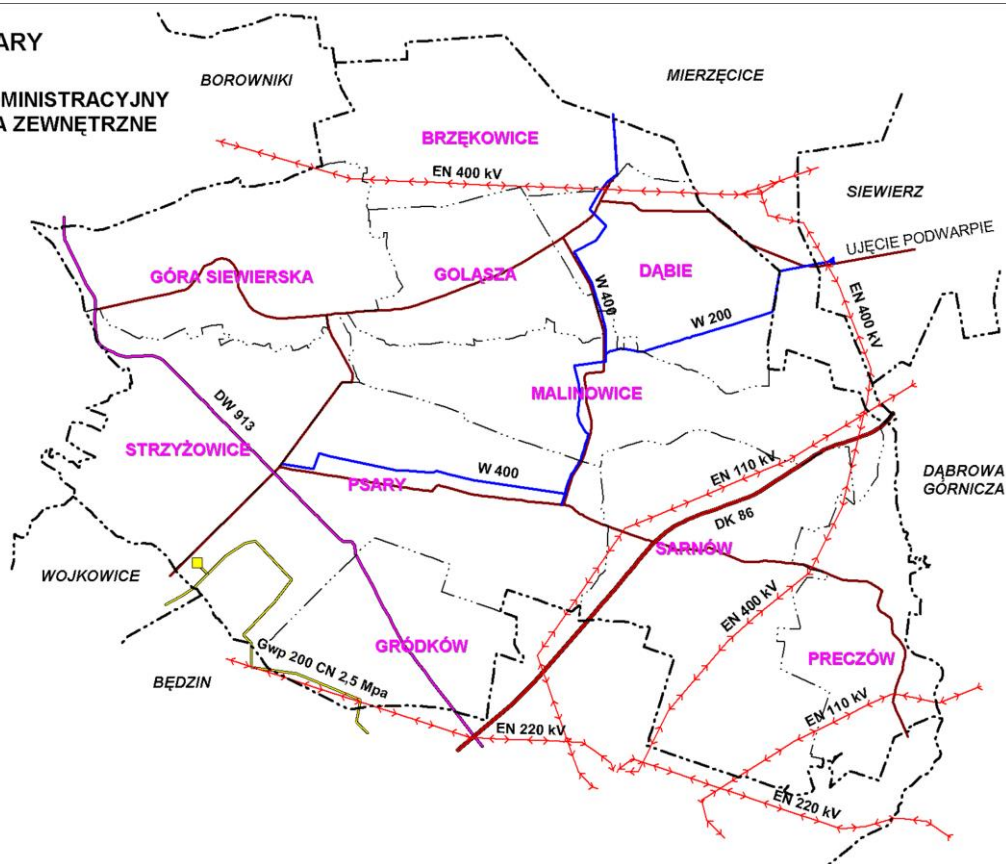 ARY
MINISTRACYJNY
A ZEWNĘTRZNE
BOROWNIKI
MIERZĘCICE
BRZĘKOWICE
EN 400 kV
SIEWIERZ
UJĘCIE PODWARPIE
GÓRA SIEWIERSKA
GOLĄSZA
DĄBIE
W 400
W 200
EN 400 kV
MALINOWICE
DW 913
STRZYŻOWICE
W 400
PSARY
EN 110 kV
DK 86
DĄBROWA
GÓRNICZA
SARNÓW
WOJKOWICE
EN 400 kV
GRÓDKÓW
PRECZÓW
Gwp 200 CN 2,5 Mpa
BĘDZIN
EN 110 kV
EN 220 kV
EN 220 kV